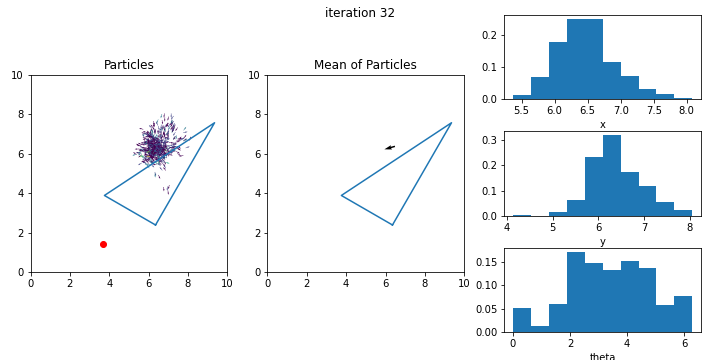 iteration 32
Particles
10
8
6
4
2
0
0 2 4 6 8 10
Mean of Particles
10
8
6
4
2
0
0 2 4 6 8 10
0.2
0.1
0.0
5.5 6.0 6.5 7.0 7.5 8.0
x
0.3
0.2
0.1
0.0
4 5 6 7 8
y
0.15
0.10
0.05
0.00
0 2 4 6
theta